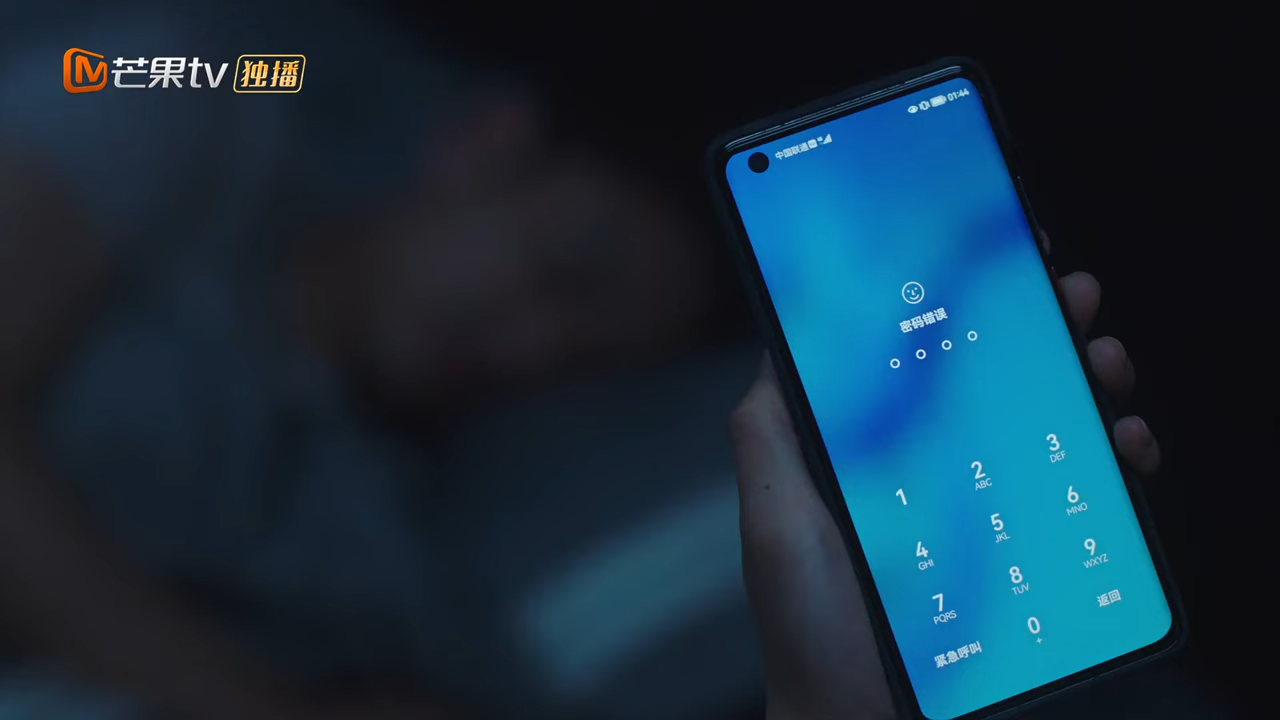 芒果tv 独播
中国联通
01:44
密码错误
1
2 ABC
3 DEF
4 GHI
5 JKL
6 MNO
7 PQRS
8 TUV
9 WXYZ
紧急呼叫
0 +
返回